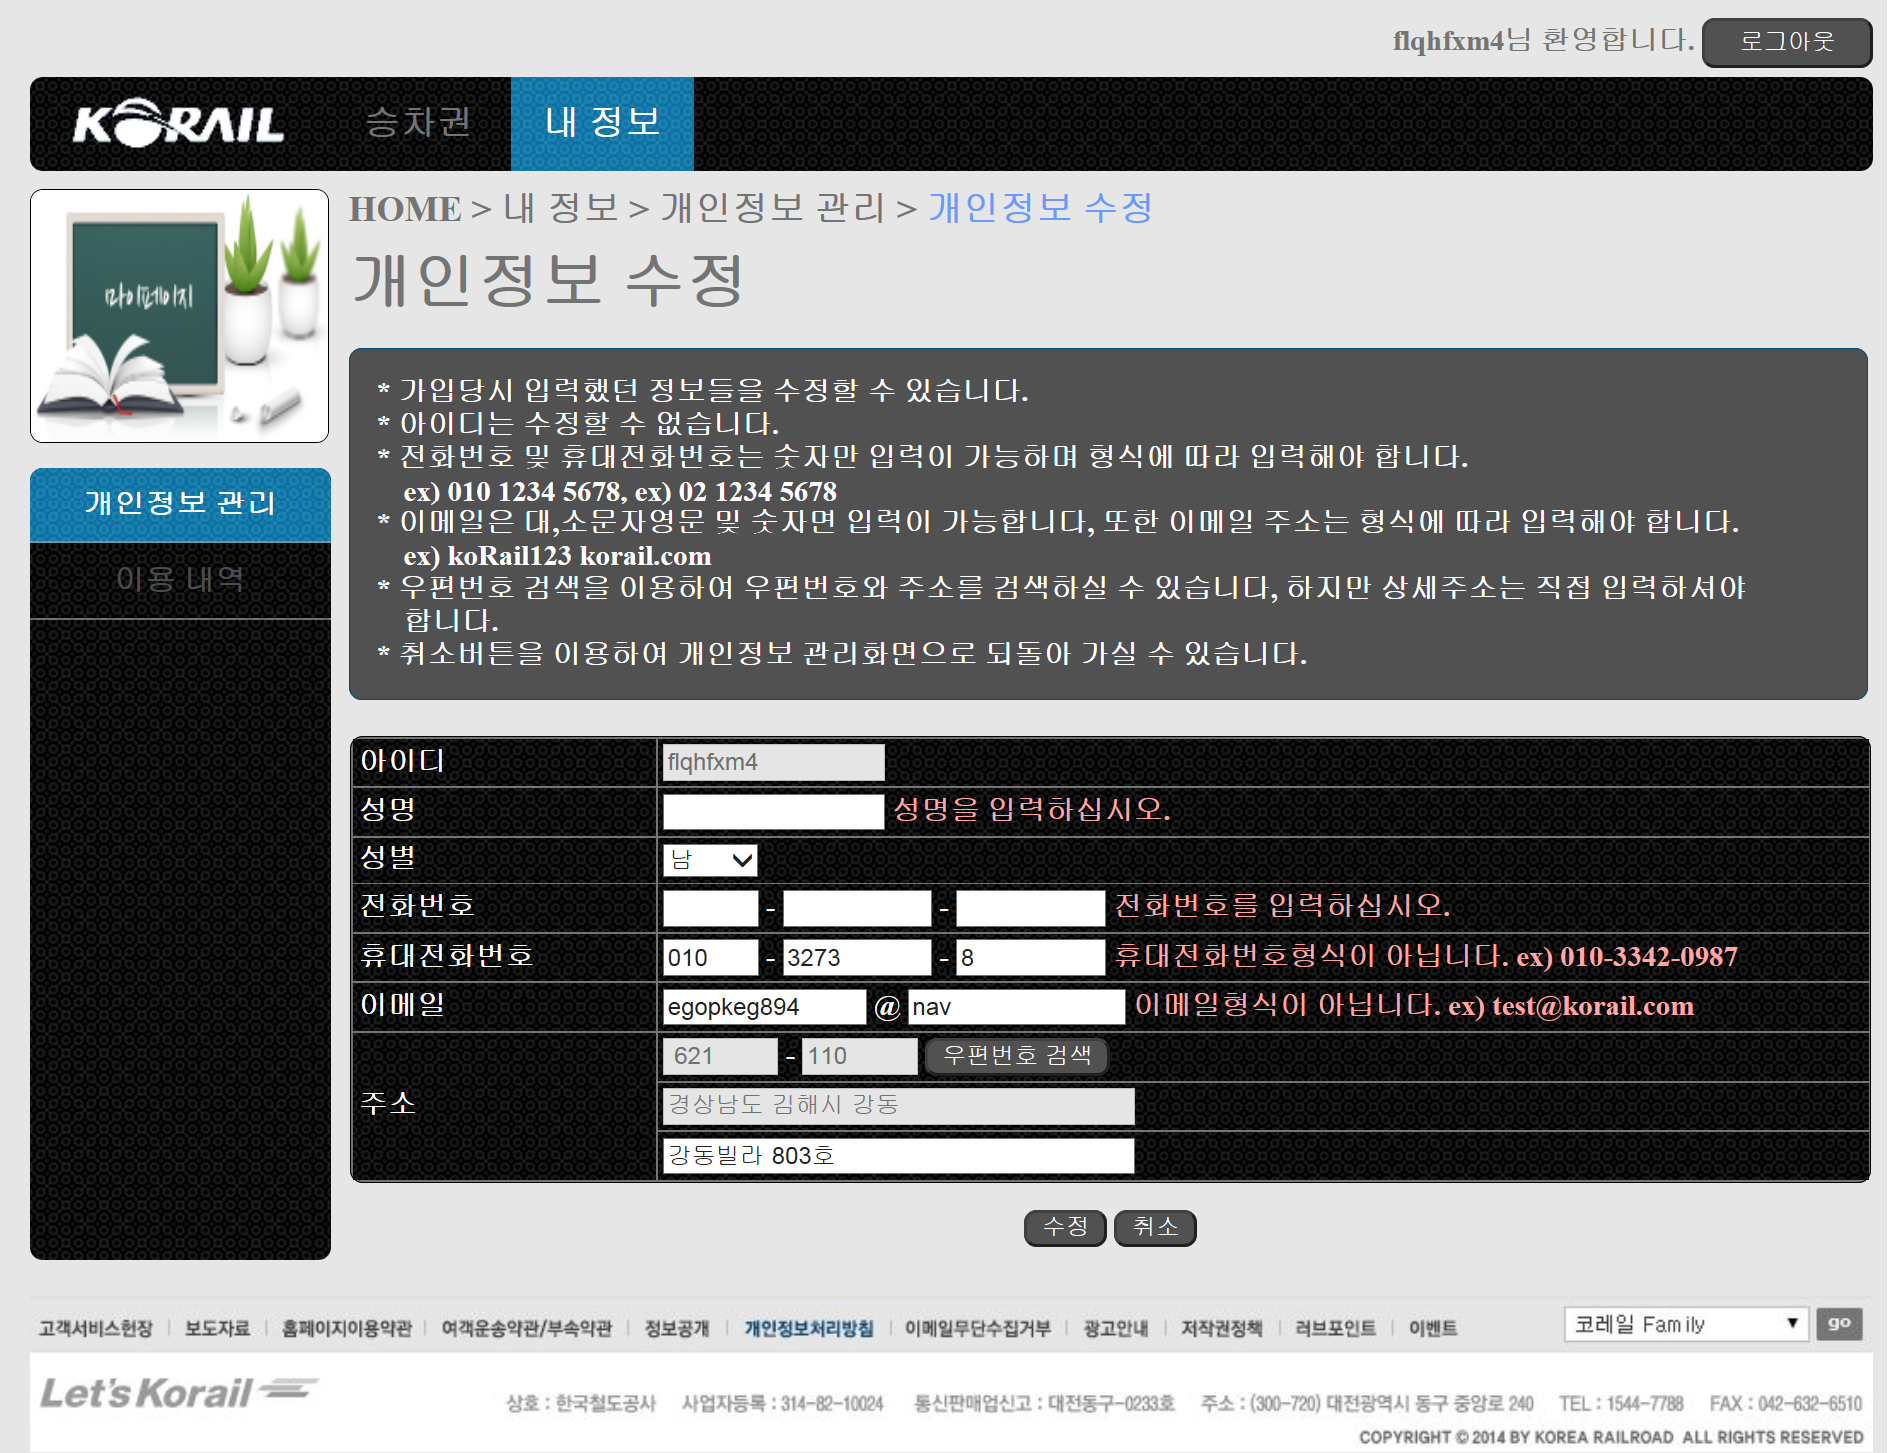 flqhfxm4님 환영합니다. 로그아웃
KORAIL 승차권 내 정보
마이페이지
HOME > 내 정보 > 개인정보 관리 > 개인정보 수정
개인정보 수정
개인정보 관리
이용 내역
* 가입당시 입력했던 정보들을 수정할 수 있습니다.
* 아이디는 수정할 수 없습니다.
* 전화번호 및 휴대전화번호는 숫자만 입력이 가능하며 형식에 따라 입력해야 합니다.
ex) 010 1234 5678, ex) 02 1234 5678
* 이메일은 대,소문자영문 및 숫자면 입력이 가능합니다, 또한 이메일 주소는 형식에 따라 입력해야 합니다.
ex) koRail123 korail.com
* 우편번호 검색을 이용하여 우편번호와 주소를 검색하실 수 있습니다, 하지만 상세주소는 직접 입력하셔야
합니다.
* 취소버튼을 이용하여 개인정보 관리화면으로 되돌아 가실 수 있습니다.
아이디 flqhfxm4
성명 성명을 입력하십시오.
성별 남
전화번호 - - 전화번호를 입력하십시오.
휴대전화번호 010 - 3273 - 8 휴대전화번호형식이 아닙니다. ex) 010-3342-0987
이메일 egopkeg894 @ nav 이메일형식이 아닙니다. ex) test@korail.com
621 - 110 우편번호 검색
주소 경상남도 김해시 강동
강동빌라 803호
수정 취소
고객서비스헌장 | 보도자료 | 홈페이지이용약관 | 여객운송약관/부속약관 | 정보공개 | 개인정보처리방침 | 이메일무단수집거부 | 광고안내 | 저작권정책 | 러브포인트 | 이벤트 코레일 Family ▼ go
Let's Korail 상호 : 한국철도공사 사업자등록 : 314-82-10024 통신판매업신고 : 대전동구-0233호 주소 : (300-720) 대전광역시 동구 중앙로 240 TEL : 1544-7788 FAX : 042-632-6510
COPYRIGHT © 2014 BY KOREA RAILROAD ALL RIGHTS RESERVED